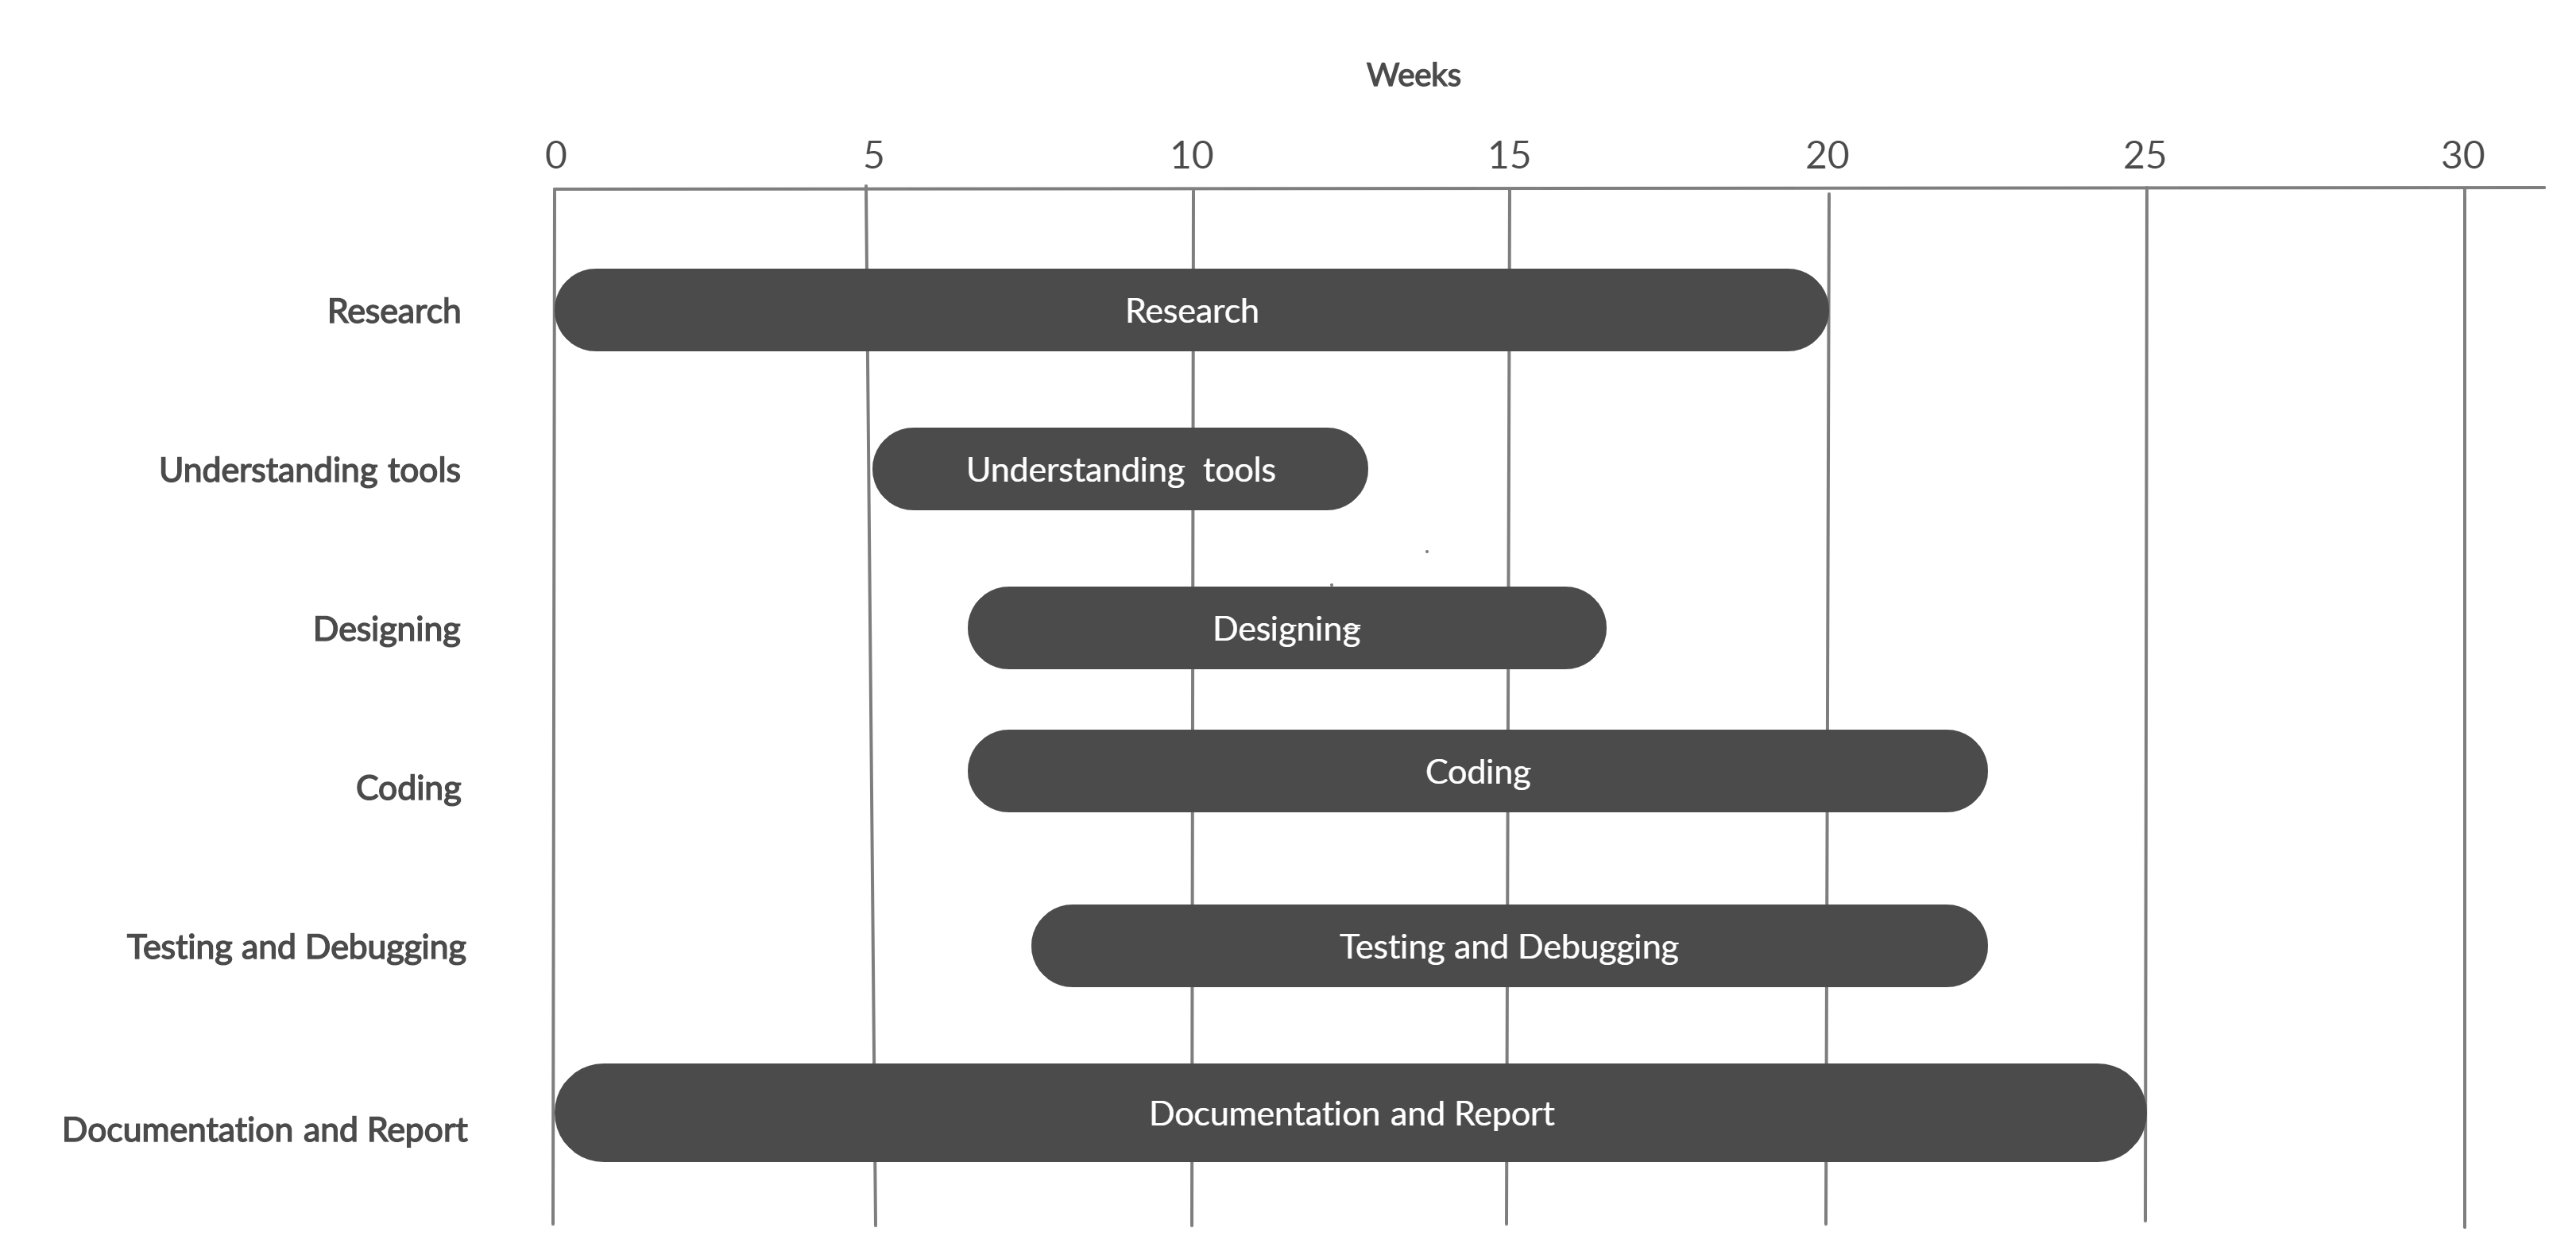 Weeks
0 5 10 15 20 25 30
Research Research
Understanding tools Understanding tools
Designing Designing
Coding Coding
Testing and Debugging Testing and Debugging
Documentation and Report Documentation and Report